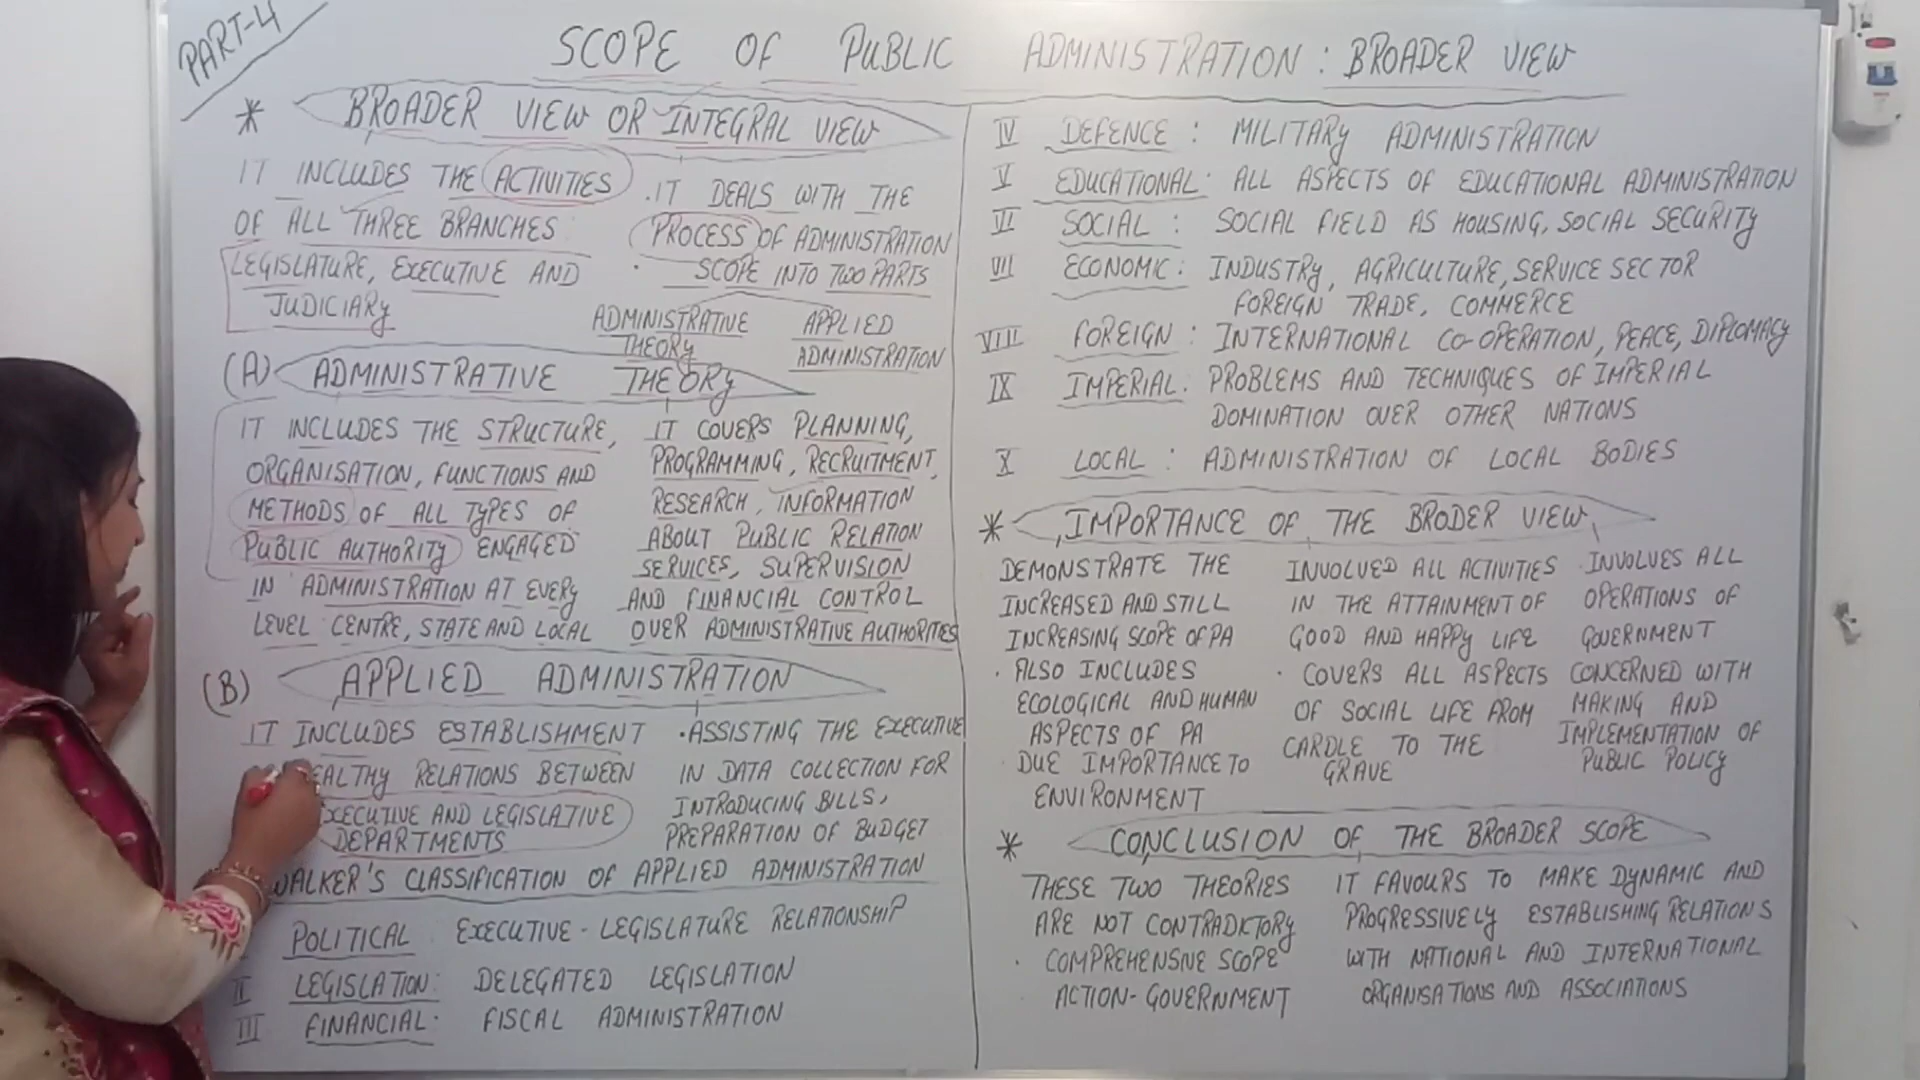 PART-4
SCOPE OF PUBLIC ADMINISTRATION : BROADER VIEW
* BROADER VIEW OR INTEGRAL VIEW
IT INCLUDES THE ACTIVITIES
OF ALL THREE BRANCHES :
LEGISLATURE, EXECUTIVE AND
JUDICIARY
. IT DEALS WITH THE
PROCESS OF ADMINISTRATION
. SCOPE INTO TWO PARTS
ADMINISTRATIVE
THEORY
APPLIED
ADMINISTRATION
(A) ADMINISTRATIVE THEORY
IT INCLUDES THE STRUCTURE,
ORGANISATION, FUNCTIONS AND
METHODS OF ALL TYPES OF
PUBLIC AUTHORITY ENGAGED
IN ADMINISTRATION AT EVERY
LEVEL CENTRE, STATE AND LOCAL
IT COVERS PLANNING,
PROGRAMMING, RECRUITMENT,
RESEARCH, INFORMATION
ABOUT PUBLIC RELATION
SERVICES, SUPERVISION
AND FINANCIAL CONTROL
OVER ADMINISTRATIVE AUTHORITIES
(B) APPLIED ADMINISTRATION
IT INCLUDES ESTABLISHMENT
RELATIONS BETWEEN
AND LEGISLATIVE
DEPARTMENTS
. ASSISTING THE EXECUTIVE
IN DATA COLLECTION FOR
INTRODUCING BILLS,
PREPARATION OF BUDGET
WALKER'S CLASSIFICATION OF APPLIED ADMINISTRATION
POLITICAL : EXECUTIVE - LEGISLATURE RELATIONSHIP
II LEGISLATION : DELEGATED LEGISLATION
III FINANCIAL : FISCAL ADMINISTRATION
IV DEFENCE : MILITARY ADMINISTRATION
V EDUCATIONAL : ALL ASPECTS OF EDUCATIONAL ADMINISTRATION
VI SOCIAL : SOCIAL FIELD AS HOUSING, SOCIAL SECURITY
VII ECONOMIC : INDUSTRY, AGRICULTURE, SERVICE SECTOR
FOREIGN TRADE, COMMERCE
VIII FOREIGN : INTERNATIONAL CO-OPERATION, PEACE, DIPLOMACY
IX IMPERIAL : PROBLEMS AND TECHNIQUES OF IMPERIAL
DOMINATION OVER OTHER NATIONS
X LOCAL : ADMINISTRATION OF LOCAL BODIES
* IMPORTANCE OF THE BRODER VIEW
DEMONSTRATE THE
INCREASED AND STILL
INCREASING SCOPE OF PA
. ALSO INCLUDES
ECOLOGICAL AND HUMAN
ASPECTS OF PA
DUE IMPORTANCE TO
ENVIRONMENT
INVOLVED ALL ACTIVITIES
IN THE ATTAINMENT OF
GOOD AND HAPPY LIFE
. COVERS ALL ASPECTS
OF SOCIAL LIFE FROM
CARDLE TO THE
GRAVE
. INVOLVES ALL
OPERATIONS OF
GOVERNMENT
CONCERNED WITH
MAKING AND
IMPLEMENTATION OF
PUBLIC POLICY
* CONCLUSION OF THE BROADER SCOPE
THESE TWO THEORIES
ARE NOT CONTRADICTORY
. COMPREHENSIVE SCOPE
ACTION - GOVERNMENT
IT FAVOURS TO MAKE DYNAMIC AND
PROGRESSIVELY ESTABLISHING RELATIONS
WITH NATIONAL AND INTERNATIONAL
ORGANISATIONS AND ASSOCIATIONS